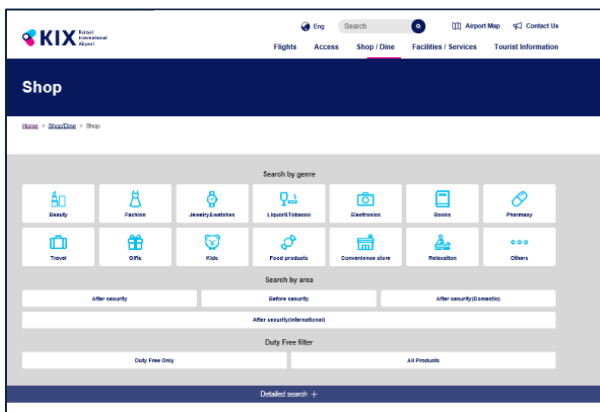 KIX Kansai International Airport
Eng Search Airport Map Contact Us
Flights Access Shop / Dine Facilities / Services Tourist Information
Shop
Home > Shop/Dine > Shop
Search by genre
Beauty Fashion Jewelry&watches Liquor&Tobacco Electronics Books Pharmacy
Travel Gifts Kids Food products Convenience store Relaxation Others
Search by area
After security Before security After security(Domestic)
After security(International)
Duty Free filter
Duty Free Only All Products
Detailed search +